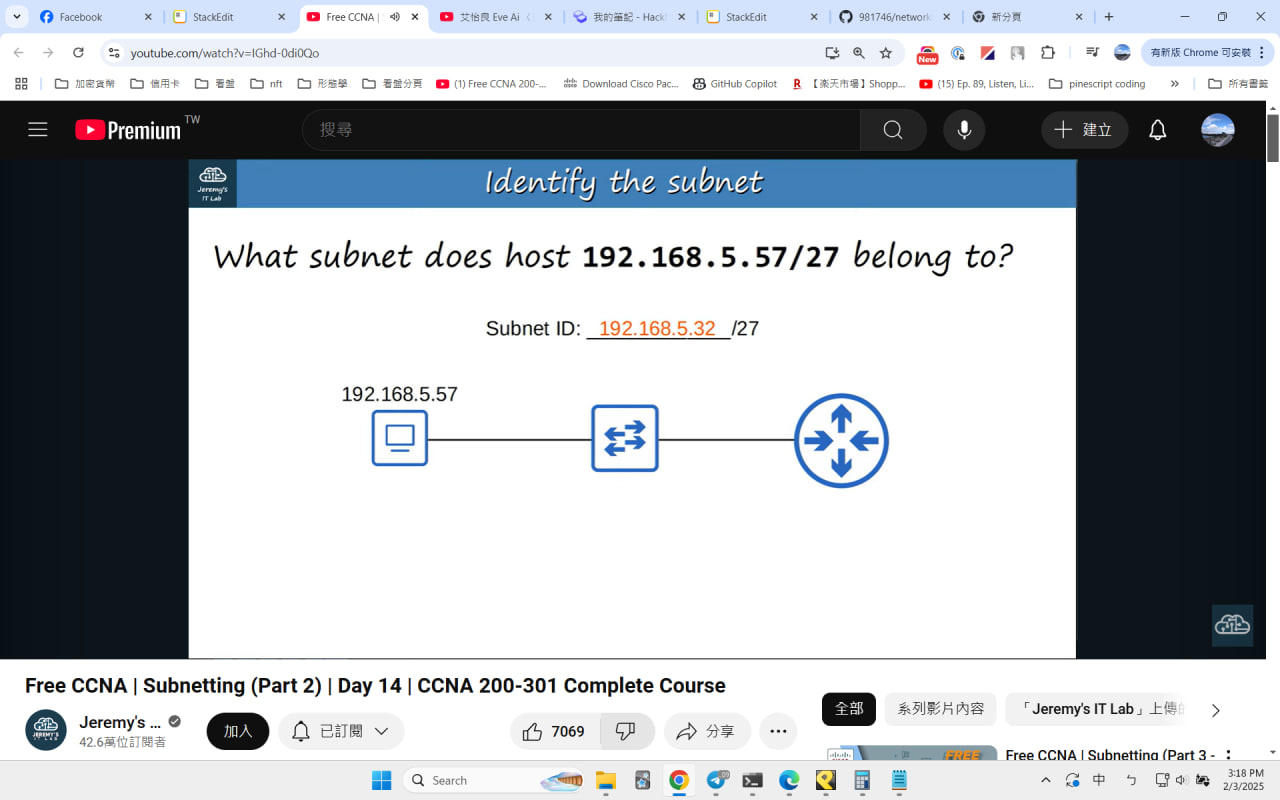 Facebook
StackEdit
Free CCNA |
艾怡良 Eve Ai 《
我的筆記 - Hack
StackEdit
981746/network
新分頁
youtube.com/watch?v=IGhd-0di0Qo
New
有新版 Chrome 可安裝
加密貨幣
信用卡
看盤
nft
形態學
看盤分頁
(1) Free CCNA 200-...
Download Cisco Pac...
GitHub Copilot
【楽天市場】Shopp...
(15) Ep. 89, Listen, Li...
pinescript coding
»
所有書籤
Premium TW
搜尋
建立
Jeremy's
IT Lab
Identify the subnet
What subnet does host 192.168.5.57/27 belong to?
Subnet ID: 192.168.5.32 /27
192.168.5.57
Free CCNA | Subnetting (Part 2) | Day 14 | CCNA 200-301 Complete Course
JEREMY'S
Jeremy's ...
42.6萬位訂閱者
加入
已訂閱
7069
分享
全部
系列影片內容
「Jeremy's IT Lab」上傳的
FREE
Free CCNA | Subnetting (Part 3 -
Search
中
ㄅ
3:18 PM
2/3/2025